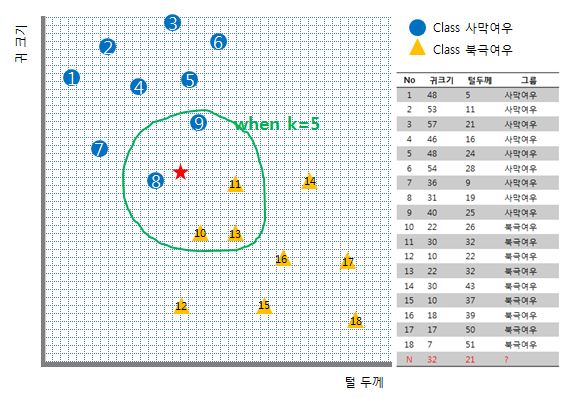 귀 크기
3
2
6
1
4
5
9
when k=5
7
8
11
14
10
13
16
17
12
15
18
털 두께
Class 사막여우
Class 북극여우
No 귀크기 털두께 그룹
1 48 5 사막여우
2 53 11 사막여우
3 57 21 사막여우
4 46 16 사막여우
5 48 24 사막여우
6 54 28 사막여우
7 36 9 사막여우
8 31 19 사막여우
9 40 25 사막여우
10 22 26 북극여우
11 30 32 북극여우
12 10 22 북극여우
13 22 32 북극여우
14 30 43 북극여우
15 10 37 북극여우
16 18 39 북극여우
17 17 50 북극여우
18 7 51 북극여우
N 32 21 ?